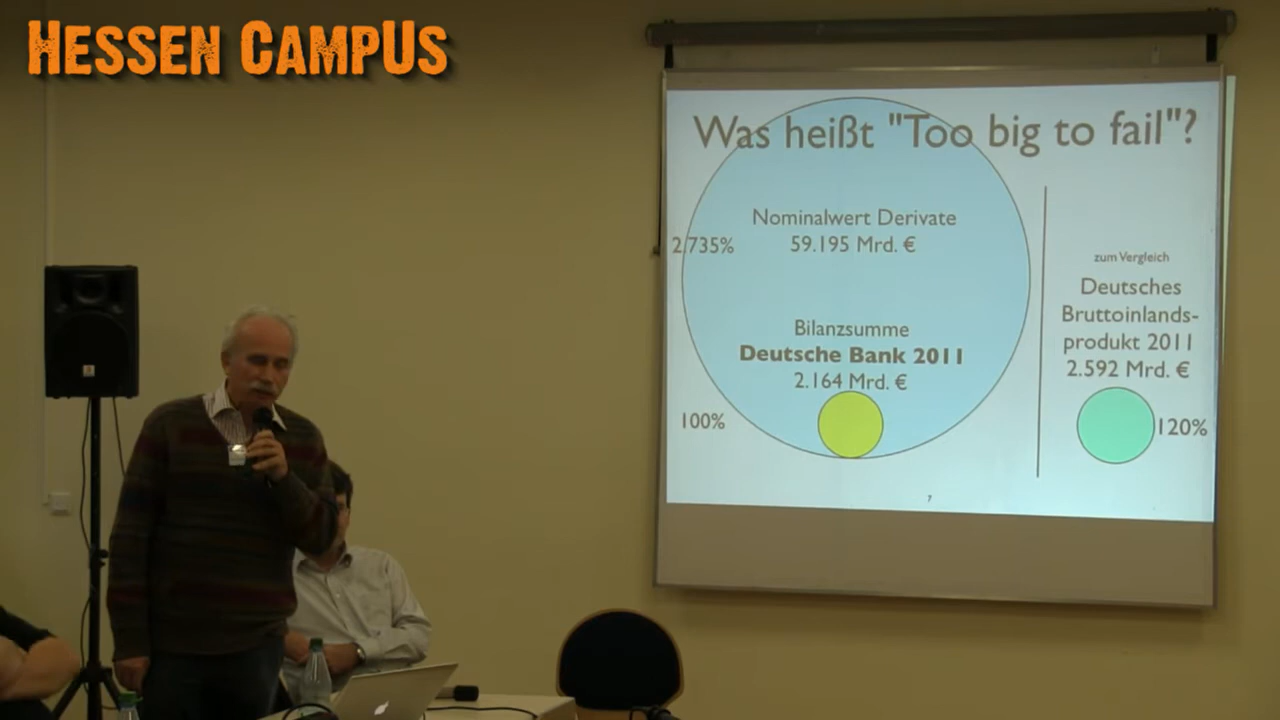 HESSEN CAMPUS
Was heißt "Too big to fail"?
Nominalwert Derivate
59.195 Mrd. €
2.735%
Bilanzsumme
Deutsche Bank 2011
2.164 Mrd. €
100%
zum Vergleich
Deutsches
Bruttoinlands-
produkt 2011
2.592 Mrd. €
120%
7